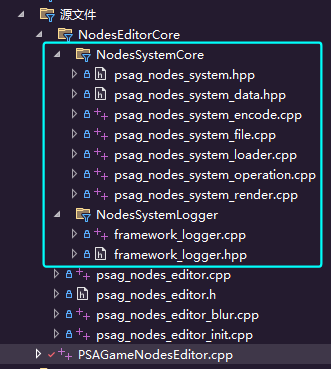 源文件
NodesEditorCore
NodesSystemCore
psag_nodes_system.hpp
psag_nodes_system_data.hpp
psag_nodes_system_encode.cpp
psag_nodes_system_file.cpp
psag_nodes_system_loader.cpp
psag_nodes_system_operation.cpp
psag_nodes_system_render.cpp
NodesSystemLogger
framework_logger.cpp
framework_logger.hpp
psag_nodes_editor.cpp
psag_nodes_editor.h
psag_nodes_editor_blur.cpp
psag_nodes_editor_init.cpp
PSAGameNodesEditor.cpp